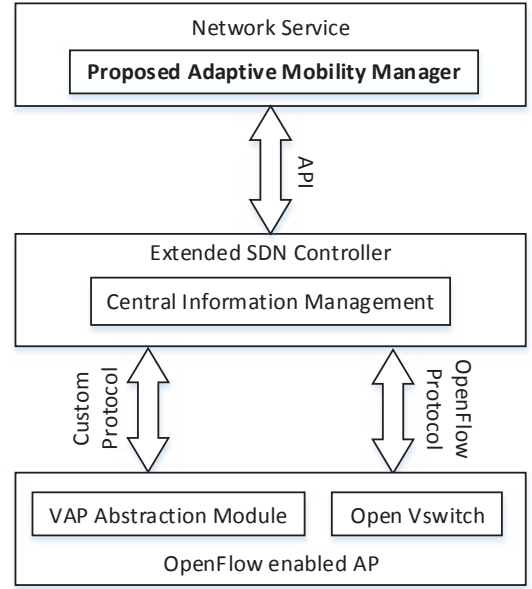 Network Service
Proposed Adaptive Mobility Manager
API
Extended SDN Controller
Central Information Management
Custom
Protocol
OpenFlow
Protocol
VAP Abstraction Module
Open Vswitch
OpenFlow enabled AP